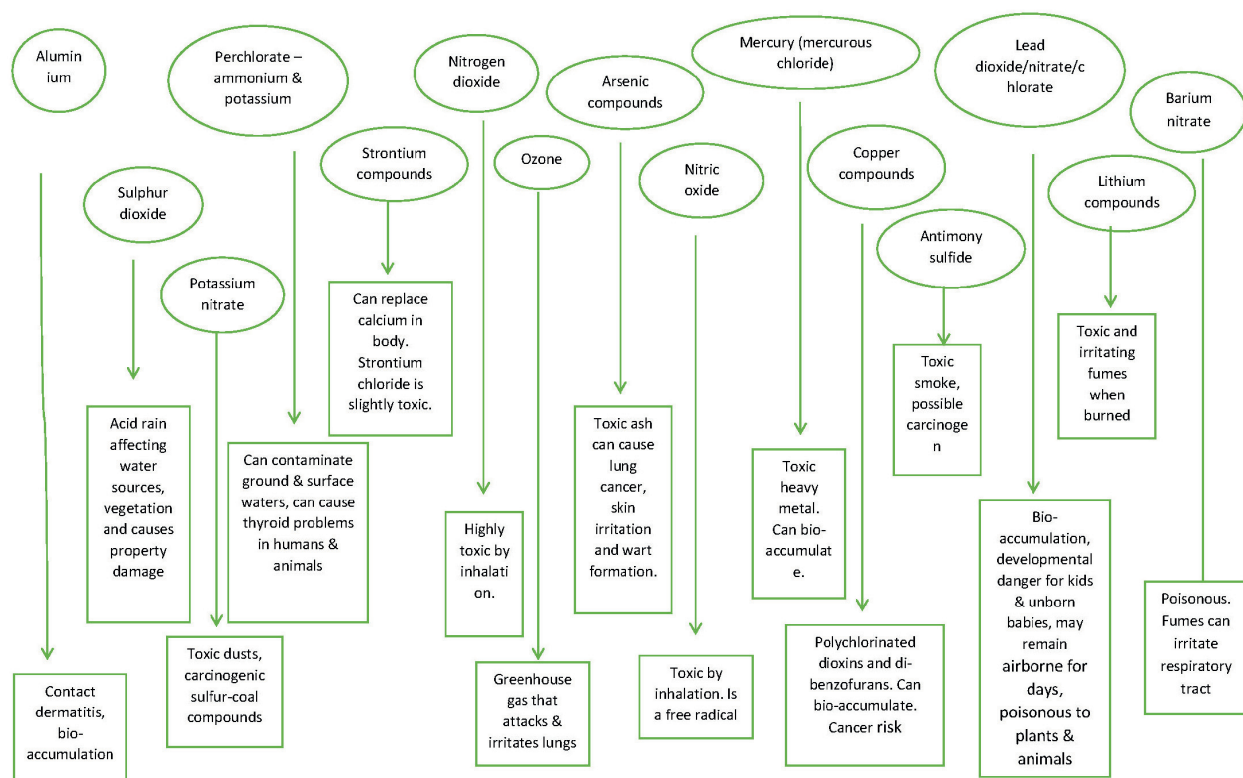 Alumin
ium
Perchlorate –
ammonium &
potassium
Nitrogen
dioxide
Arsenic
compounds
Mercury (mercurous
chloride)
Lead
dioxide/nitrate/c
hlorate
Barium
nitrate
Sulphur
dioxide
Strontium
compounds
Ozone
Nitric
oxide
Copper
compounds
Lithium
compounds
Potassium
nitrate
Antimony
sulfide
Can replace
calcium in
body.
Strontium
chloride is
slightly toxic.
Toxic
smoke,
possible
carcinoge
n
Toxic and
irritating
fumes
when
burned
Acid rain
affecting
water
sources,
vegetation
and causes
property
damage
Can contaminate
ground & surface
waters, can cause
thyroid problems
in humans &
animals
Highly
toxic by
inhalati
on.
Toxic ash
can cause
lung
cancer,
skin
irritation
and wart
formation.
Toxic
heavy
metal.
Can bio-
accumulat
e.
Bio-
accumulation,
developmental
danger for kids
& unborn
babies, may
remain
airborne for
days,
poisonous to
plants &
animals
Poisonous.
Fumes can
irritate
respiratory
tract
Contact
dermatitis,
bio-
accumulation
Toxic dusts,
carcinogenic
sulfur-coal
compounds
Greenhouse
gas that
attacks &
irritates lungs
Toxic by
inhalation. Is
a free radical
Polychlorinated
dioxins and di-
benzofurans. Can
bio-accumulate.
Cancer risk